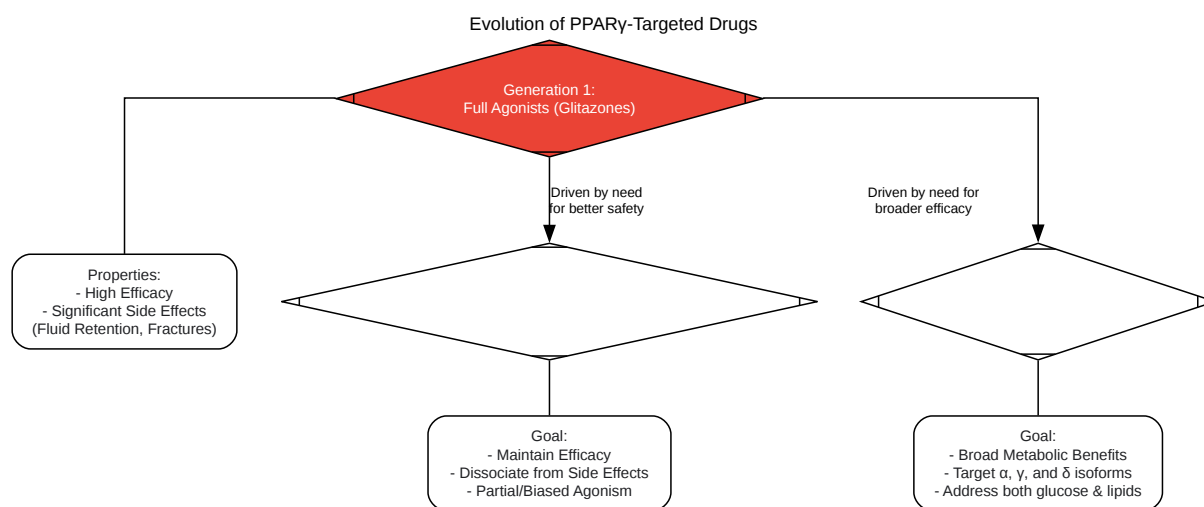 Evolution of PPARγ-Targeted Drugs
Generation 1:
Full Agonists (Glitazones)
Driven by need
for better safety
Driven by need for
broader efficacy
Properties:
- High Efficacy
- Significant Side Effects
(Fluid Retention, Fractures)
Goal:
- Maintain Efficacy
- Dissociate from Side Effects
- Partial/Biased Agonism
Goal:
- Broad Metabolic Benefits
- Target α, γ, and δ isoforms
- Address both glucose & lipids